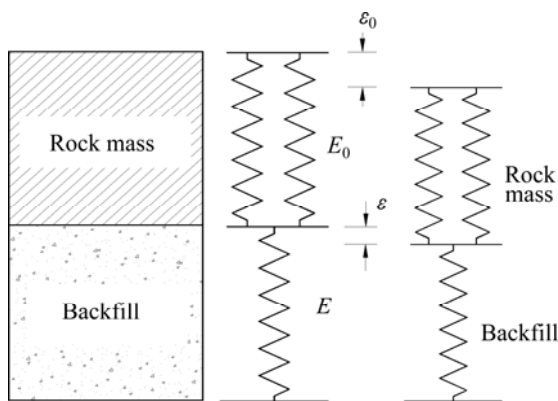 ε₀
Rock mass
E₀
Rock
mass
ε
Backfill
E
Backfill